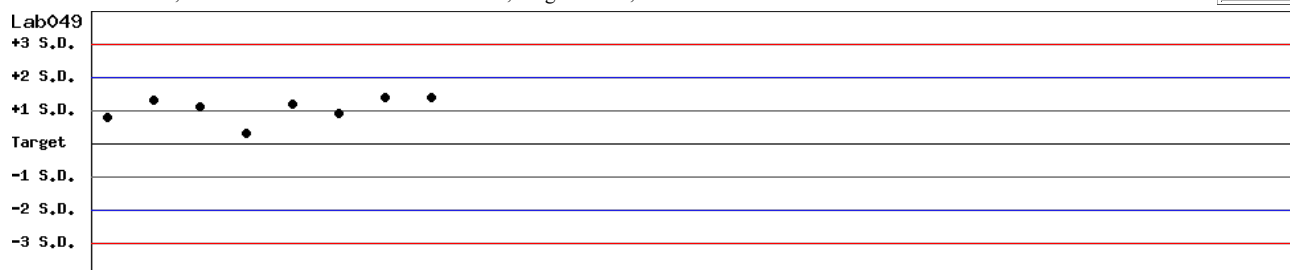 Lab049
+3 S.D.
+2 S.D.
+1 S.D.
Target
-1 S.D.
-2 S.D.
-3 S.D.